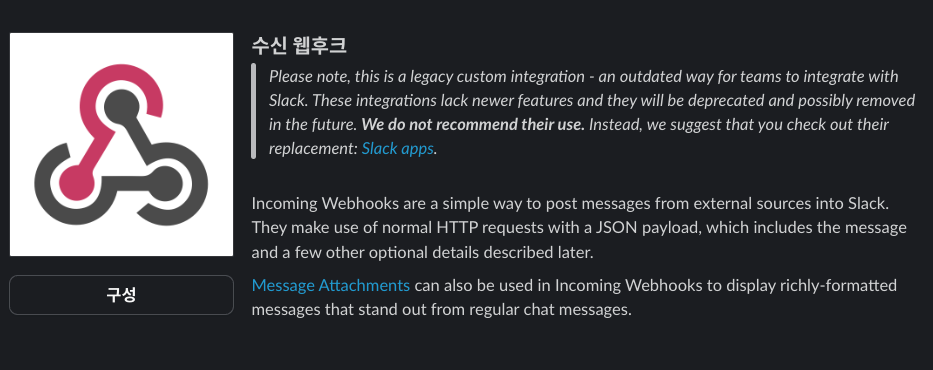 수신 웹후크
Please note, this is a legacy custom integration - an outdated way for teams to integrate with
Slack. These integrations lack newer features and they will be deprecated and possibly removed
in the future. We do not recommend their use. Instead, we suggest that you check out their
replacement: Slack apps.
Incoming Webhooks are a simple way to post messages from external sources into Slack.
They make use of normal HTTP requests with a JSON payload, which includes the message
and a few other optional details described later.
구성
Message Attachments can also be used in Incoming Webhooks to display richly-formatted
messages that stand out from regular chat messages.